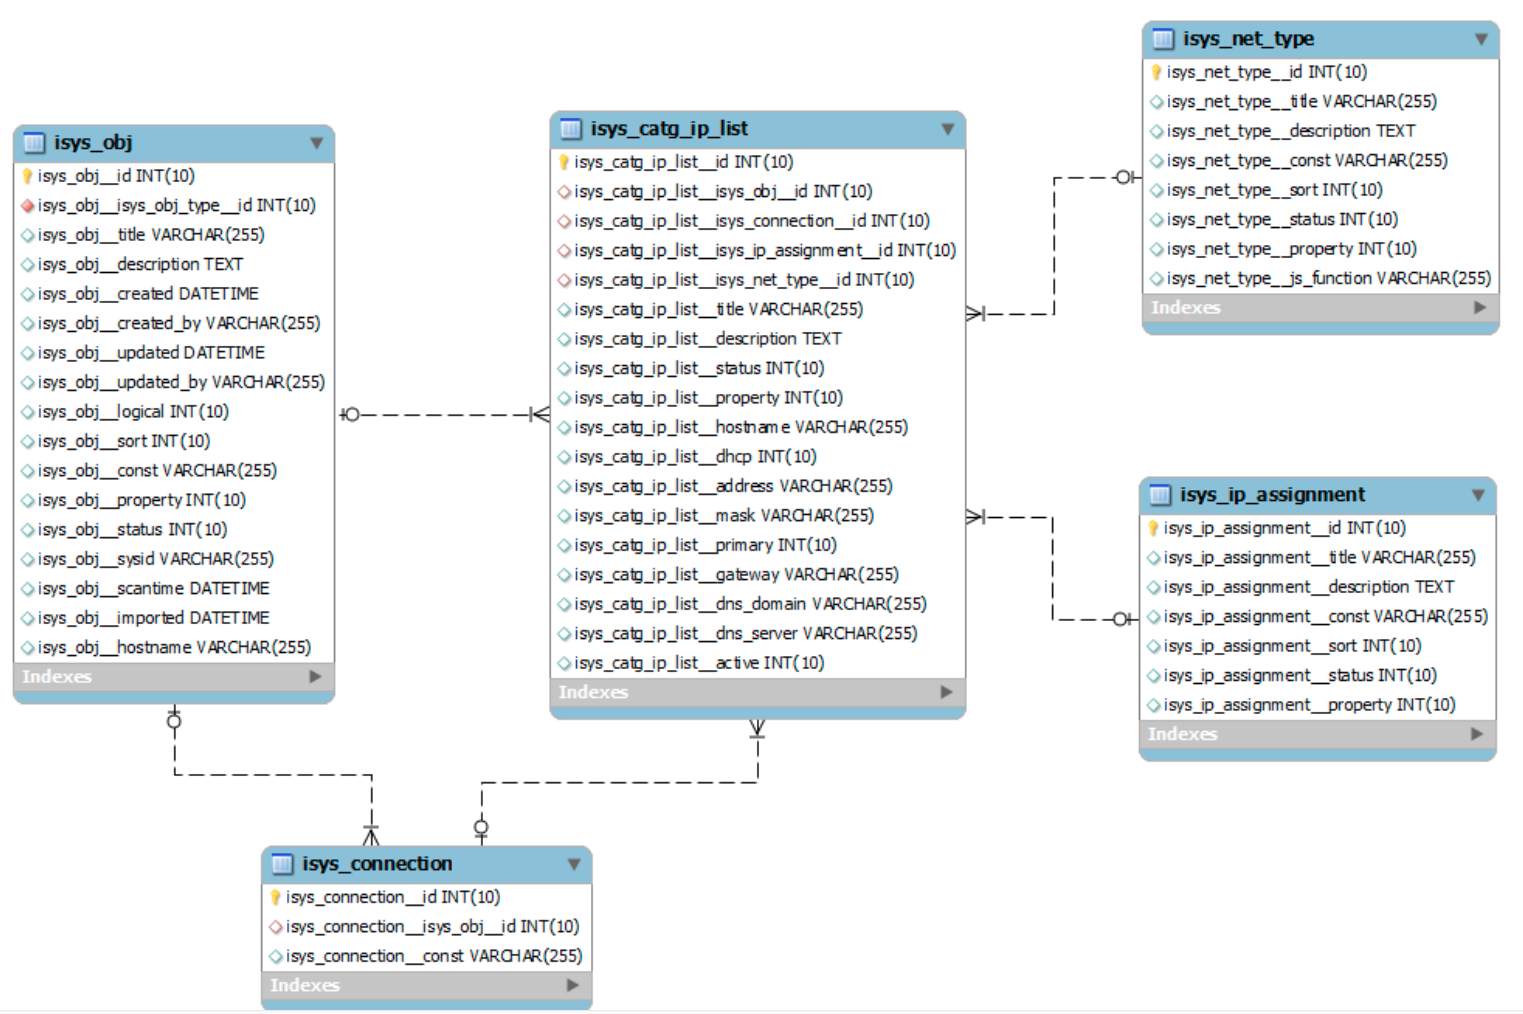 isys_obj
isys_obj__id INT(10)
isys_obj__isys_obj_type__id INT(10)
isys_obj__title VARCHAR(255)
isys_obj__description TEXT
isys_obj__created DATETIME
isys_obj__created_by VARCHAR(255)
isys_obj__updated DATETIME
isys_obj__updated_by VARCHAR(255)
isys_obj__logical INT(10)
isys_obj__sort INT(10)
isys_obj__const VARCHAR(255)
isys_obj__property INT(10)
isys_obj__status INT(10)
isys_obj__sysid VARCHAR(255)
isys_obj__scantime DATETIME
isys_obj__imported DATETIME
isys_obj__hostname VARCHAR(255)
Indexes
isys_catg_ip_list
isys_catg_ip_list__id INT(10)
isys_catg_ip_list__isys_obj__id INT(10)
isys_catg_ip_list__isys_connection__id INT(10)
isys_catg_ip_list__isys_ip_assignment__id INT(10)
isys_catg_ip_list__isys_net_type__id INT(10)
isys_catg_ip_list__title VARCHAR(255)
isys_catg_ip_list__description TEXT
isys_catg_ip_list__status INT(10)
isys_catg_ip_list__property INT(10)
isys_catg_ip_list__hostname VARCHAR(255)
isys_catg_ip_list__dhcp INT(10)
isys_catg_ip_list__address VARCHAR(255)
isys_catg_ip_list__mask VARCHAR(255)
isys_catg_ip_list__primary INT(10)
isys_catg_ip_list__gateway VARCHAR(255)
isys_catg_ip_list__dns_domain VARCHAR(255)
isys_catg_ip_list__dns_server VARCHAR(255)
isys_catg_ip_list__active INT(10)
Indexes
isys_net_type
isys_net_type__id INT(10)
isys_net_type__title VARCHAR(255)
isys_net_type__description TEXT
isys_net_type__const VARCHAR(255)
isys_net_type__sort INT(10)
isys_net_type__status INT(10)
isys_net_type__property INT(10)
isys_net_type__js_function VARCHAR(255)
Indexes
isys_ip_assignment
isys_ip_assignment__id INT(10)
isys_ip_assignment__title VARCHAR(255)
isys_ip_assignment__description TEXT
isys_ip_assignment__const VARCHAR(255)
isys_ip_assignment__sort INT(10)
isys_ip_assignment__status INT(10)
isys_ip_assignment__property INT(10)
Indexes
isys_connection
isys_connection__id INT(10)
isys_connection__isys_obj__id INT(10)
isys_connection__const VARCHAR(255)
Indexes